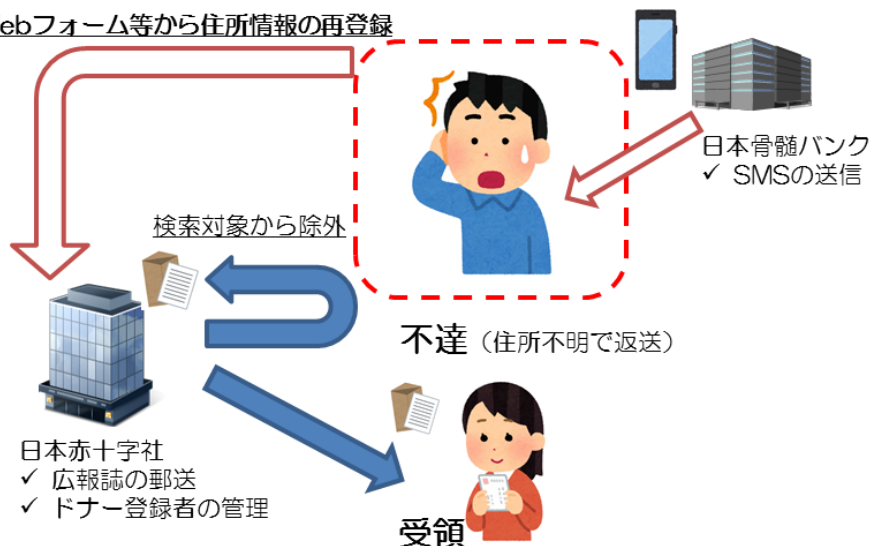 ebフォーム等から住所情報の再登録
日本骨髄バンク
✓ SMSの送信
検索対象から除外
不達（住所不明で返送）
日本赤十字社
✓ 広報誌の郵送
✓ ドナー登録者の管理
受領